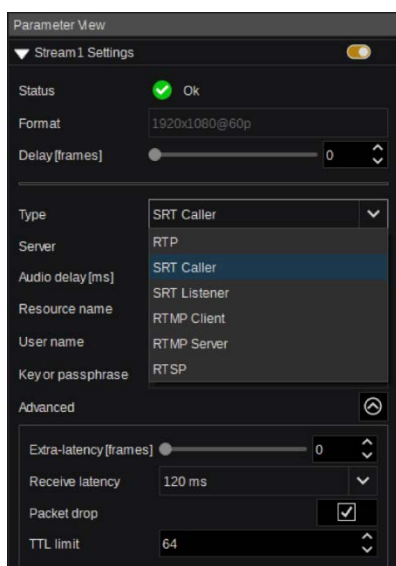 Parameter View
Stream1 Settings
Status Ok
Format 1920x1080@60p
Delay [frames] 0
Type SRT Caller
Server RTP
SRT Caller
Audio delay [ms]
SRT Listener
Resource name
RTMP Client
User name RTMP Server
Key or passphrase RTSP
Advanced
Extra-latency [frames] 0
Receive latency 120 ms
Packet drop
TTL limit 64